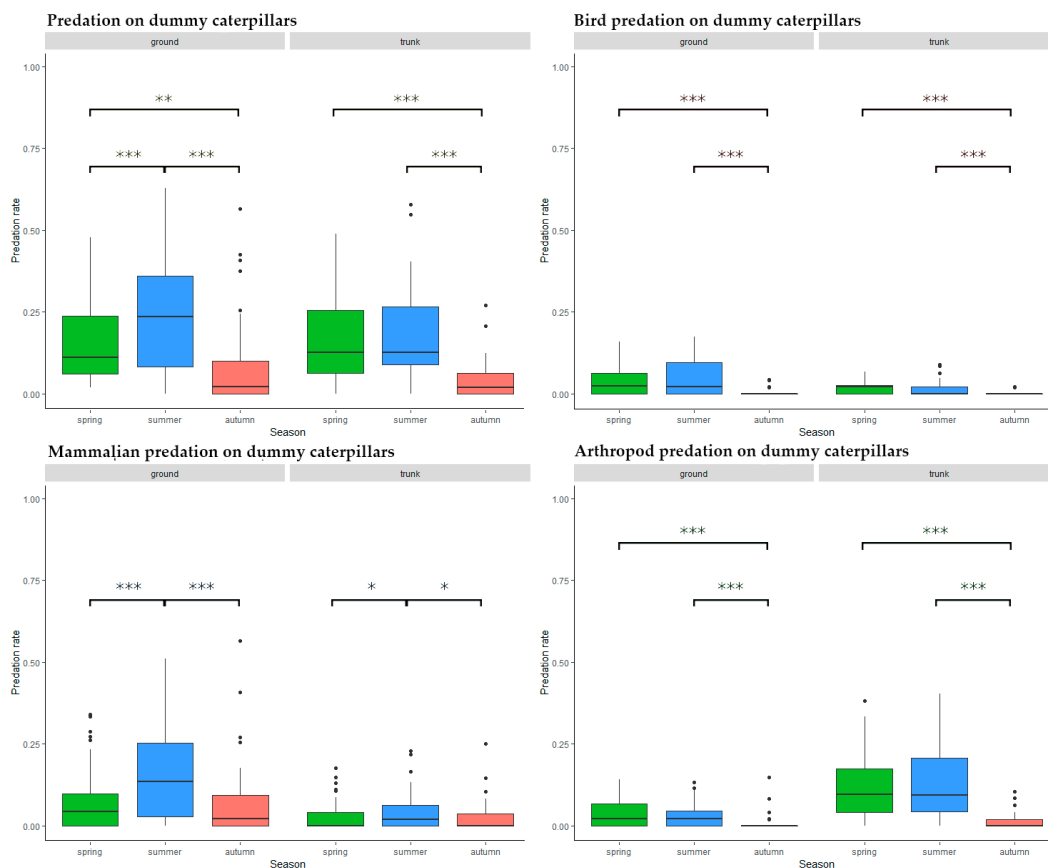 Predation on dummy caterpillars
ground trunk
1.00
** ***
0.75
*** *** ***
0.50
Predation rate
0.25
0.00
spring summer autumn spring summer autumn
Season
Bird predation on dummy caterpillars
ground trunk
1.00
*** ***
0.75
*** ***
0.50
Predation rate
0.25
0.00
spring summer autumn spring summer autumn
Season
Mammalian predation on dummy caterpillars
ground trunk
1.00
0.75
*** *** * *
0.50
Predation rate
0.25
0.00
spring summer autumn spring summer autumn
Season
Arthropod predation on dummy caterpillars
ground trunk
1.00
*** ***
0.75
*** ***
0.50
Predation rate
0.25
0.00
spring summer autumn spring summer autumn
Season